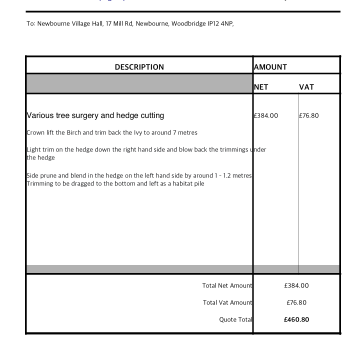 To: Newbourne Village Hall, 17 Mill Rd, Newbourne, Woodbridge IP12 4NP,
DESCRIPTION AMOUNT
NET VAT
Various tree surgery and hedge cutting £384.00 £76.80
Crown lift the Birch and trim back the Ivy to around 7 metres
Light trim on the hedge down the right hand side and blow back the trimmings under
the hedge
Side prune and blend in the hedge on the left hand side by around 1 - 1.2 metres
Trimming to be dragged to the bottom and left as a habitat pile
Total Net Amount £384.00
Total Vat Amount £76.80
Quote Total £460.80